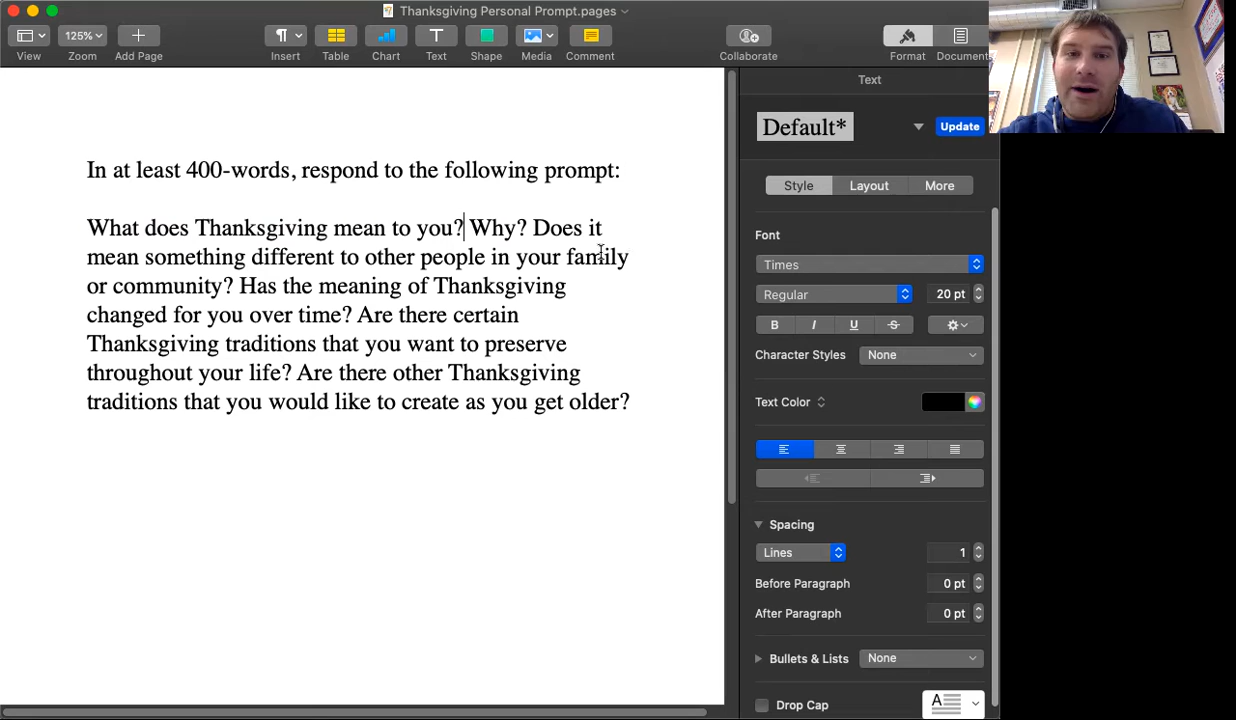 Thanksgiving Personal Prompt.pages
125%
View
Zoom
Add Page
Insert
Table
Chart
Text
Shape
Media
Comment
Collaborate
Format
Document
In at least 400-words, respond to the following prompt:
What does Thanksgiving mean to you? Why? Does it
mean something different to other people in your family
or community? Has the meaning of Thanksgiving
changed for you over time? Are there certain
Thanksgiving traditions that you want to preserve
throughout your life? Are there other Thanksgiving
traditions that you would like to create as you get older?
Text
Default*
Update
Style
Layout
More
Font
Times
Regular
20 pt
B I U S
Character Styles
None
Text Color
Spacing
Lines
1
Before Paragraph
0 pt
After Paragraph
0 pt
Bullets & Lists
None
Drop Cap
A